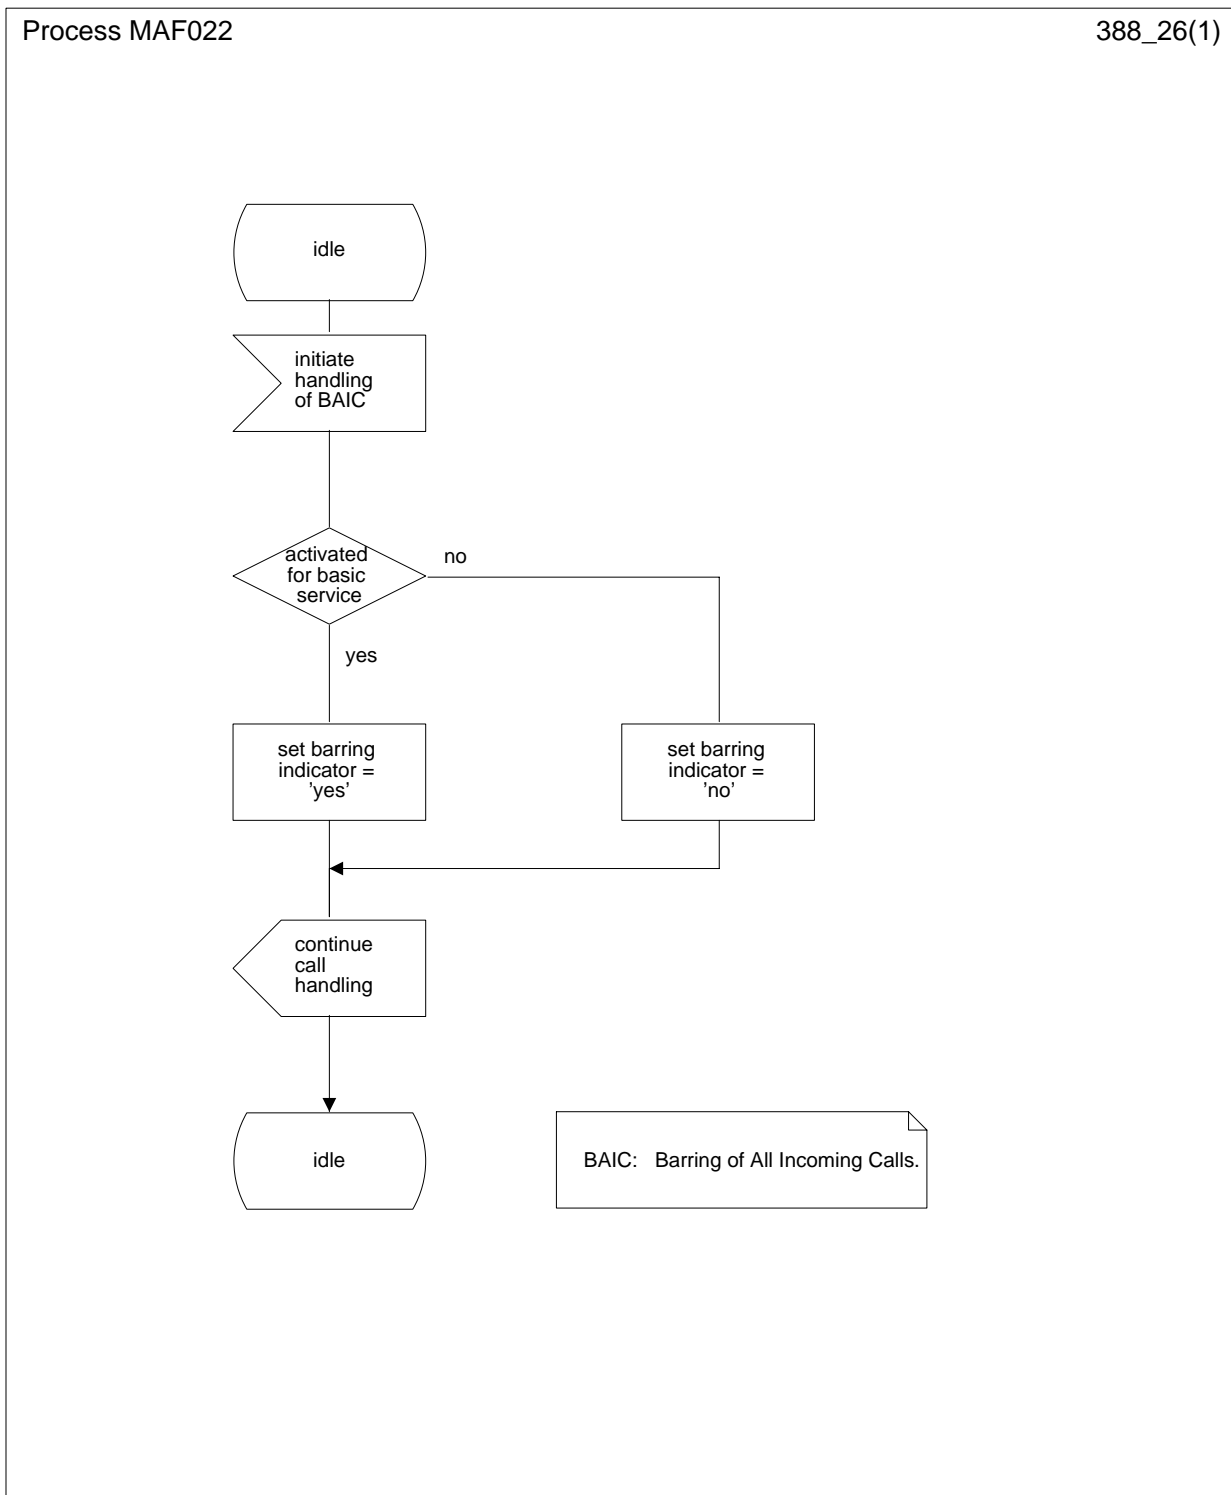 Process MAF022
388_26(1)
idle
initiate
handling
of BAIC
activated
for basic
service
no
yes
set barring
indicator =
’yes’
set barring
indicator =
’no’
continue
call
handling
idle
BAIC: Barring of All Incoming Calls.